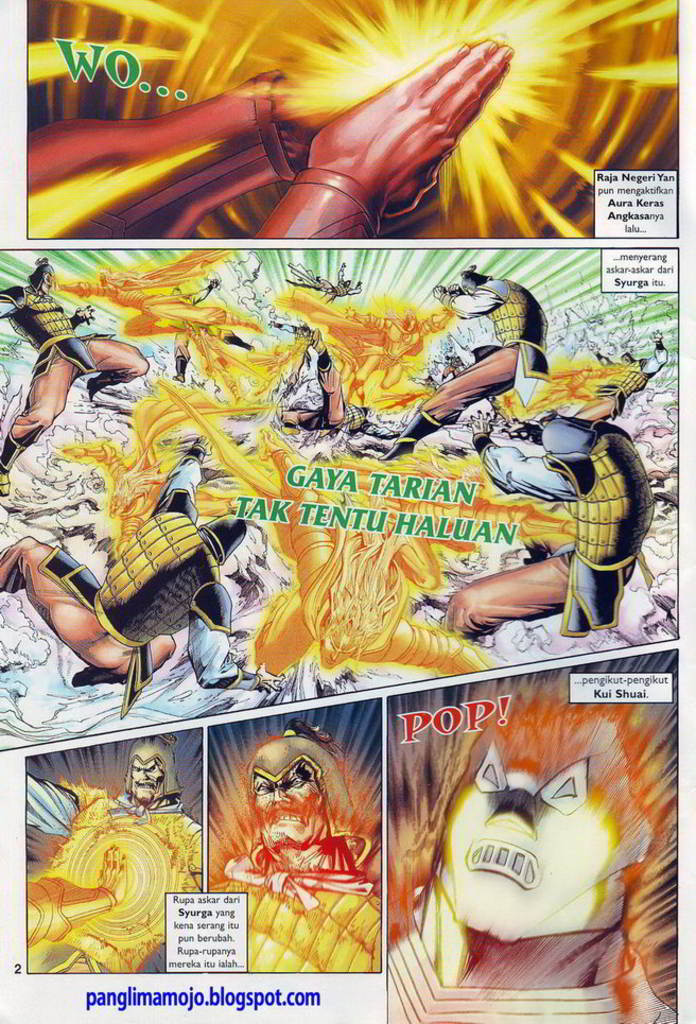 WO...
Raja Negeri Yan
pun mengaktifkan
Aura Keras
Angkasanya
lalu...
...menyerang
askar-askar dari
Syurga itu.
GAYA TARIAN
TAK TENTU HALUAN
...pengikut-pengikut
Kui Shuai.
POP!
Rupa askar dari
Syurga yang
kena serang itu
pun berubah.
Rupa-rupanya
mereka itu ialah...
2
panglimamojo.blogspot.com